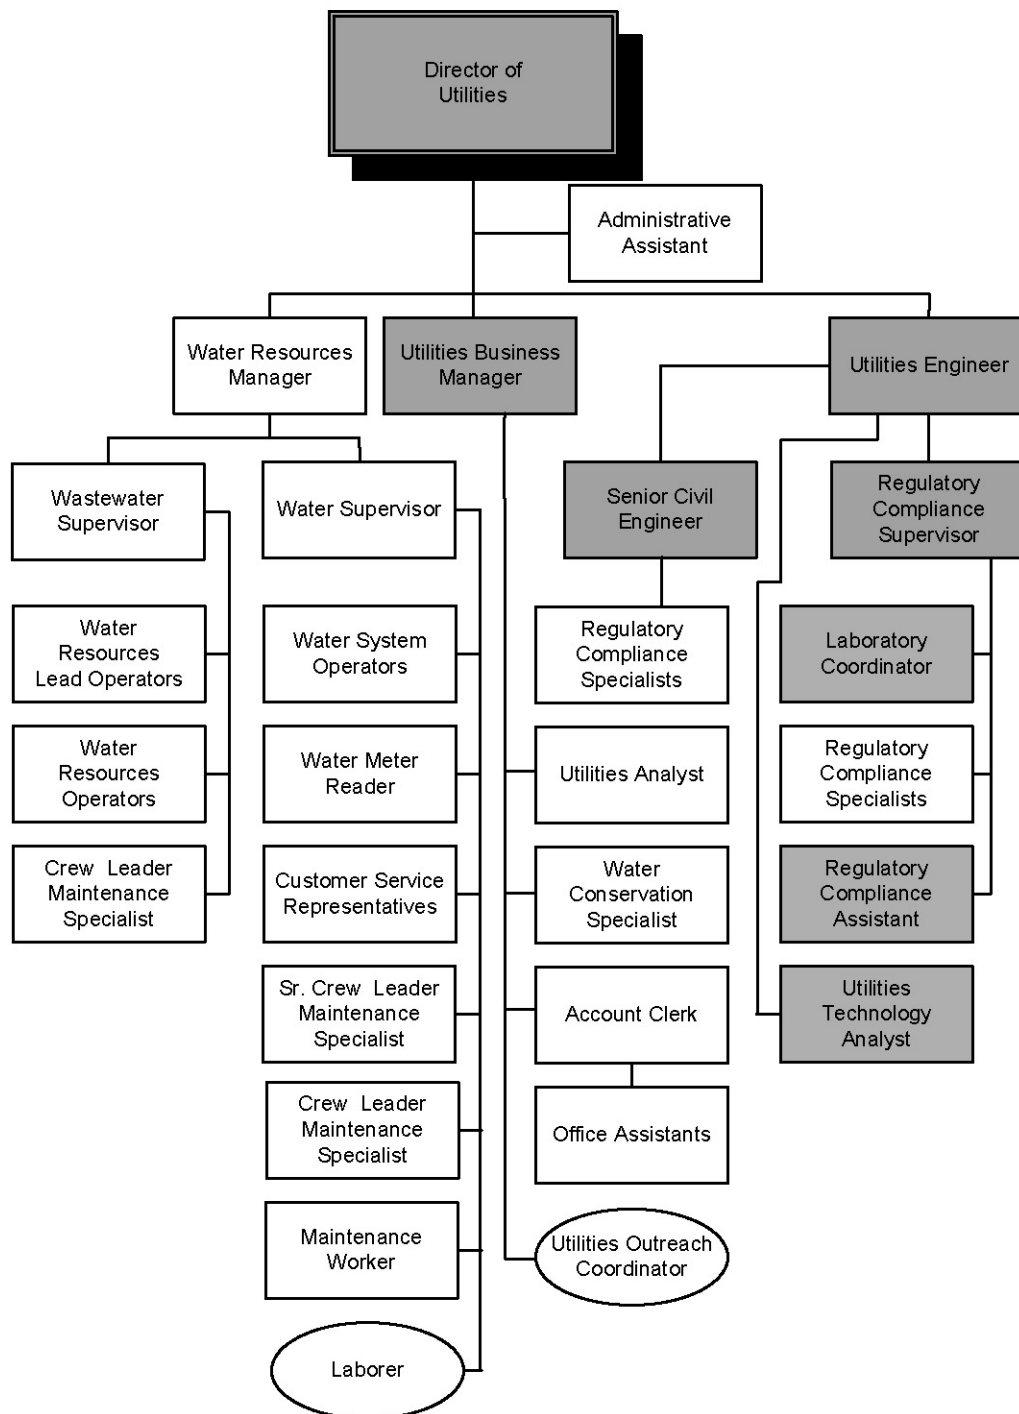 Director of
Utilities
Administrative
Assistant
Water Resources
Manager
Utilities Business
Manager
Utilities Engineer
Wastewater
Supervisor
Water Supervisor
Senior Civil
Engineer
Regulatory
Compliance
Supervisor
Water
Resources
Lead Operators
Water System
Operators
Regulatory
Compliance
Specialists
Laboratory
Coordinator
Water
Resources
Operators
Water Meter
Reader
Utilities Analyst
Regulatory
Compliance
Specialists
Crew Leader
Maintenance
Specialist
Customer Service
Representatives
Water
Conservation
Specialist
Regulatory
Compliance
Assistant
Sr. Crew Leader
Maintenance
Specialist
Account Clerk
Utilities
Technology
Analyst
Crew Leader
Maintenance
Specialist
Office Assistants
Maintenance
Worker
Utilities Outreach
Coordinator
Laborer